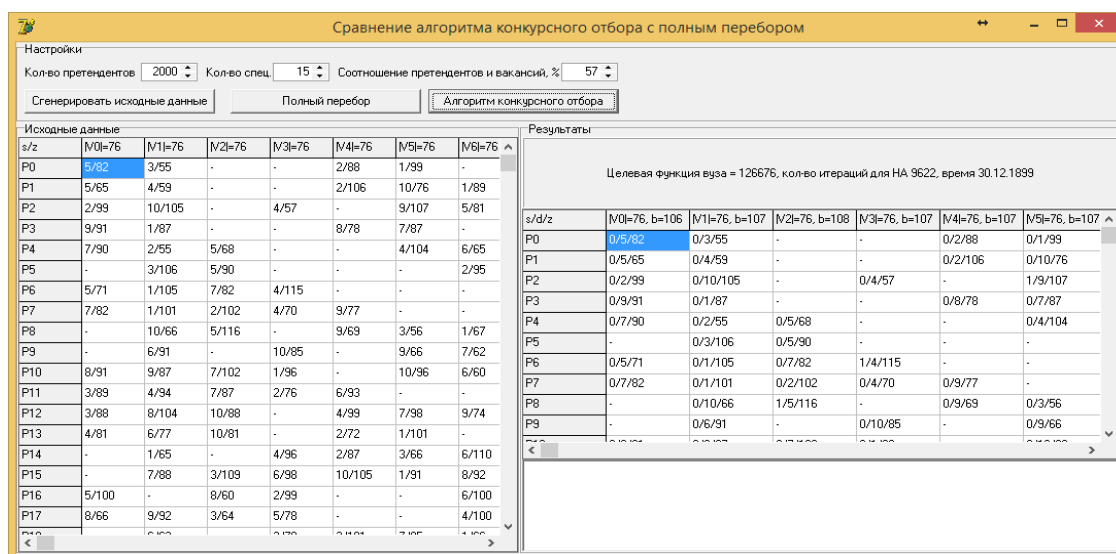 Сравнение алгоритма конкурсного отбора с полным перебором
Настройки
Кол-во претендентов 2000 Кол-во спец. 15 Соотношение претендентов и вакансий, % 57
Сгенерировать исходные данные Полный перебор Алгоритм конкурсного отбора
Исходные данные
s/z |V0|=76 |V1|=76 |V2|=76 |V3|=76 |V4|=76 |V5|=76 |V6|=76
P0 5/82 3/55 - - 2/88 1/99 -
P1 5/65 4/59 - - 2/106 10/76 1/89
P2 2/99 10/105 - 4/57 - 9/107 5/81
P3 9/91 1/87 - - 8/78 7/87 -
P4 7/90 2/55 5/68 - - 4/104 6/65
P5 - 3/106 5/90 - - - 2/95
P6 5/71 1/105 7/82 4/115 - - -
P7 7/82 1/101 2/102 4/70 9/77 - -
P8 - 10/66 5/116 - 9/69 3/56 1/67
P9 - 6/91 - 10/85 - 9/66 7/62
P10 8/91 9/87 7/102 1/96 - 10/96 6/60
P11 3/89 4/94 7/87 2/76 6/93 - -
P12 3/88 8/104 10/88 - 4/99 7/98 9/74
P13 4/81 6/77 10/81 - 2/72 1/101 -
P14 - 1/65 - 4/96 2/87 3/66 6/110
P15 - 7/88 3/109 6/98 10/105 1/91 8/92
P16 5/100 - 8/60 2/99 - - 6/100
P17 8/66 9/92 3/64 5/78 - - 4/100
Результаты
Целевая функция вуза = 126676, кол-во итераций для НА 9622, время 30.12.1899
s/d/z |V0|=76, b=106 |V1|=76, b=107 |V2|=76, b=108 |V3|=76, b=107 |V4|=76, b=107 |V5|=76, b=107
P0 0/5/82 0/3/55 - - 0/2/88 0/1/99
P1 0/5/65 0/4/59 - - 0/2/106 0/10/76
P2 0/2/99 0/10/105 - 0/4/57 - 1/9/107
P3 0/9/91 0/1/87 - - 0/8/78 0/7/87
P4 0/7/90 0/2/55 0/5/68 - - 0/4/104
P5 - 0/3/106 0/5/90 - - -
P6 0/5/71 0/1/105 0/7/82 1/4/115 - -
P7 0/7/82 0/1/101 0/2/102 0/4/70 0/9/77 -
P8 - 0/10/66 1/5/116 - 0/9/69 0/3/56
P9 - 0/6/91 - 0/10/85 - 0/9/66